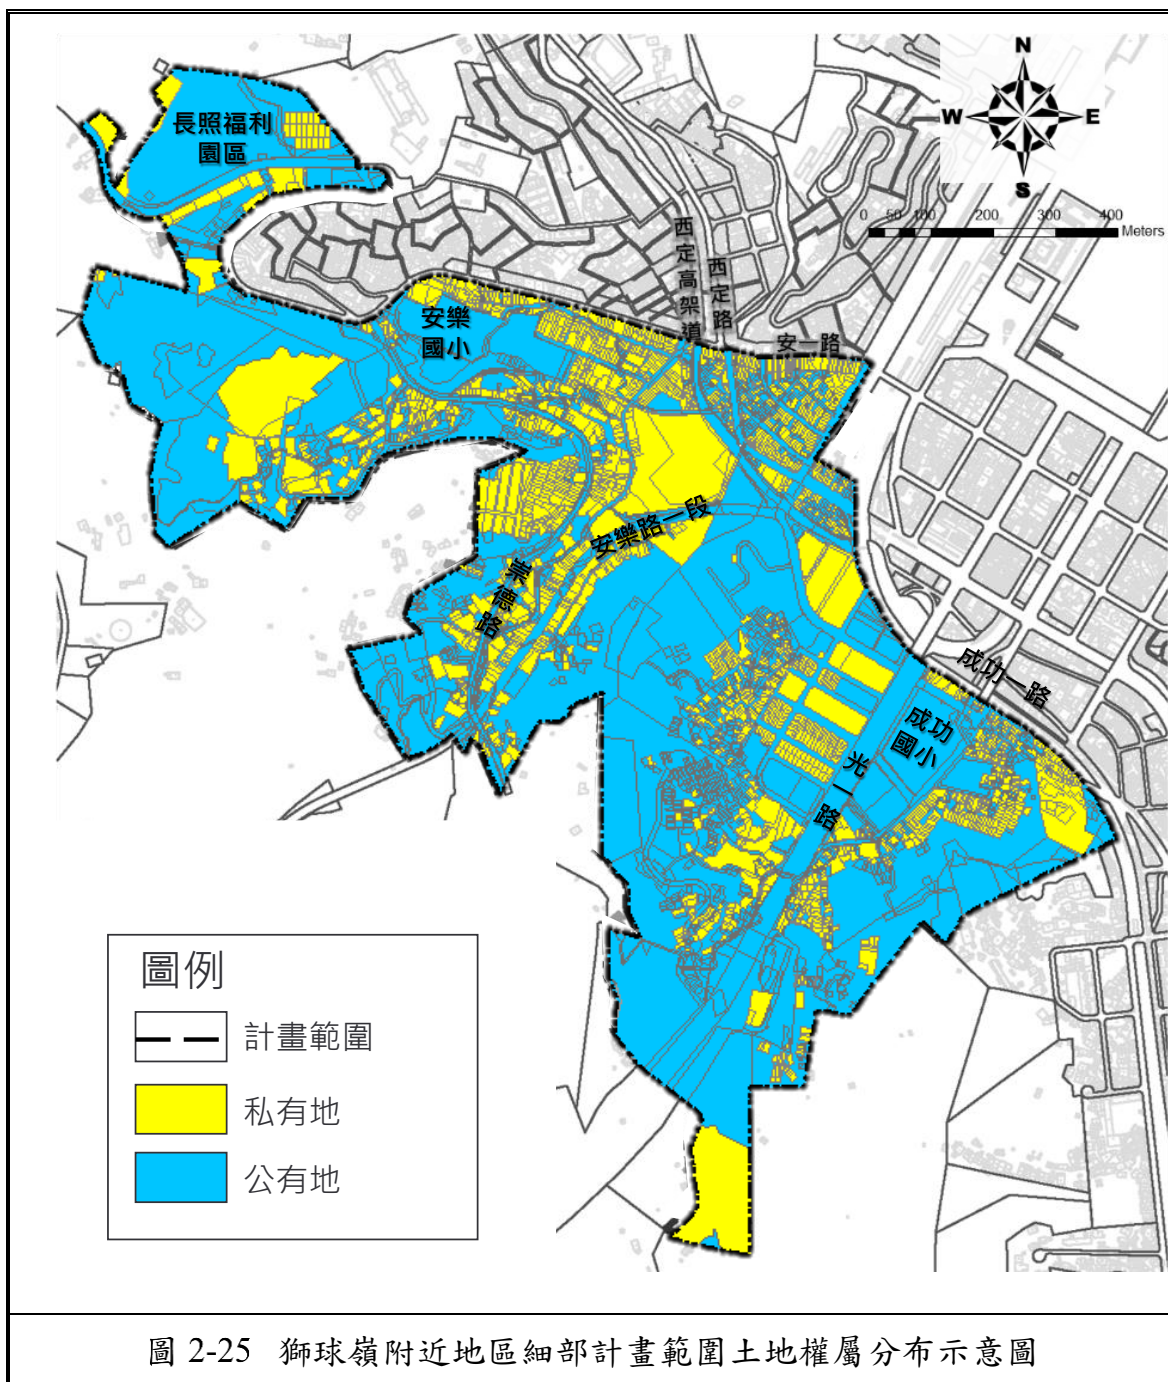 N
W E
S
0 50 100 200 300 400
Meters
長照福利
園區
西定高架道
西定路
安樂
國小
安一路
安樂路一段
崇德路
成功一路
成功
國小
光一路
圖例
計畫範圍
私有地
公有地
圖 2-25 獅球嶺附近地區細部計畫範圍土地權屬分布示意圖